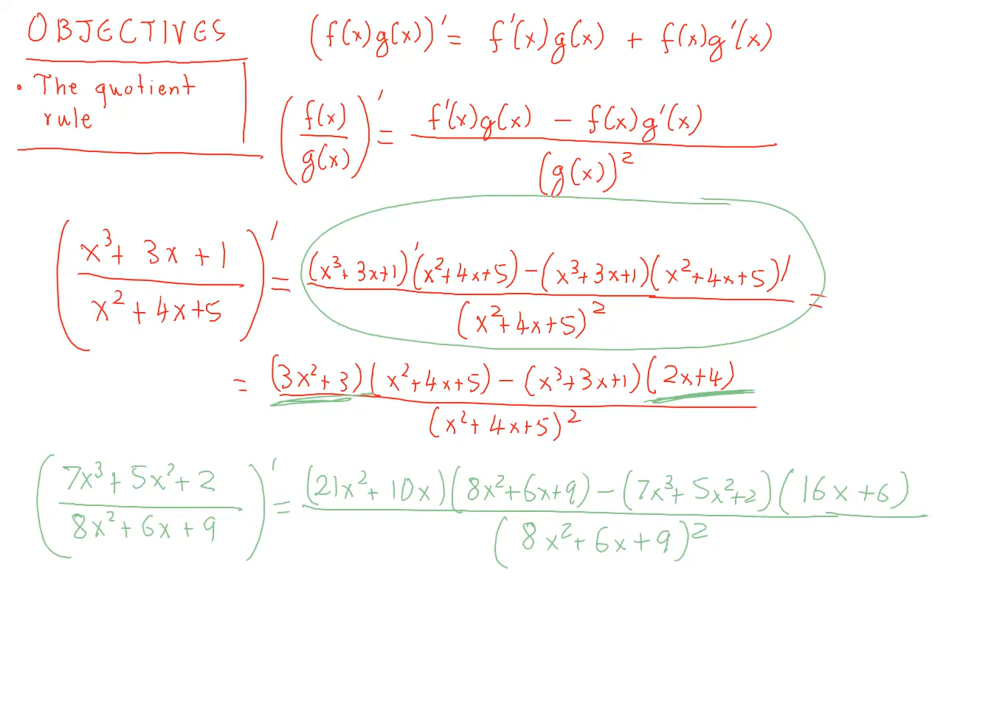 OBJECTIVES
• The quotient
rule
(f(x)g(x))' = f'(x)g(x) + f(x)g'(x)
(f(x)/g(x))' = (f'(x)g(x) − f(x)g'(x))/(g(x))²
((x³ + 3x + 1)/(x² + 4x + 5))' = ((x³ + 3x + 1)'(x² + 4x + 5) − (x³ + 3x + 1)(x² + 4x + 5)')/(x² + 4x + 5)² =
= ((3x² + 3)(x² + 4x + 5) − (x³ + 3x + 1)(2x + 4))/(x² + 4x + 5)²
((7x³ + 5x² + 2)/(8x² + 6x + 9))' = ((21x² + 10x)(8x² + 6x + 9) − (7x³ + 5x² + 2)(16x + 6))/(8x² + 6x + 9)²